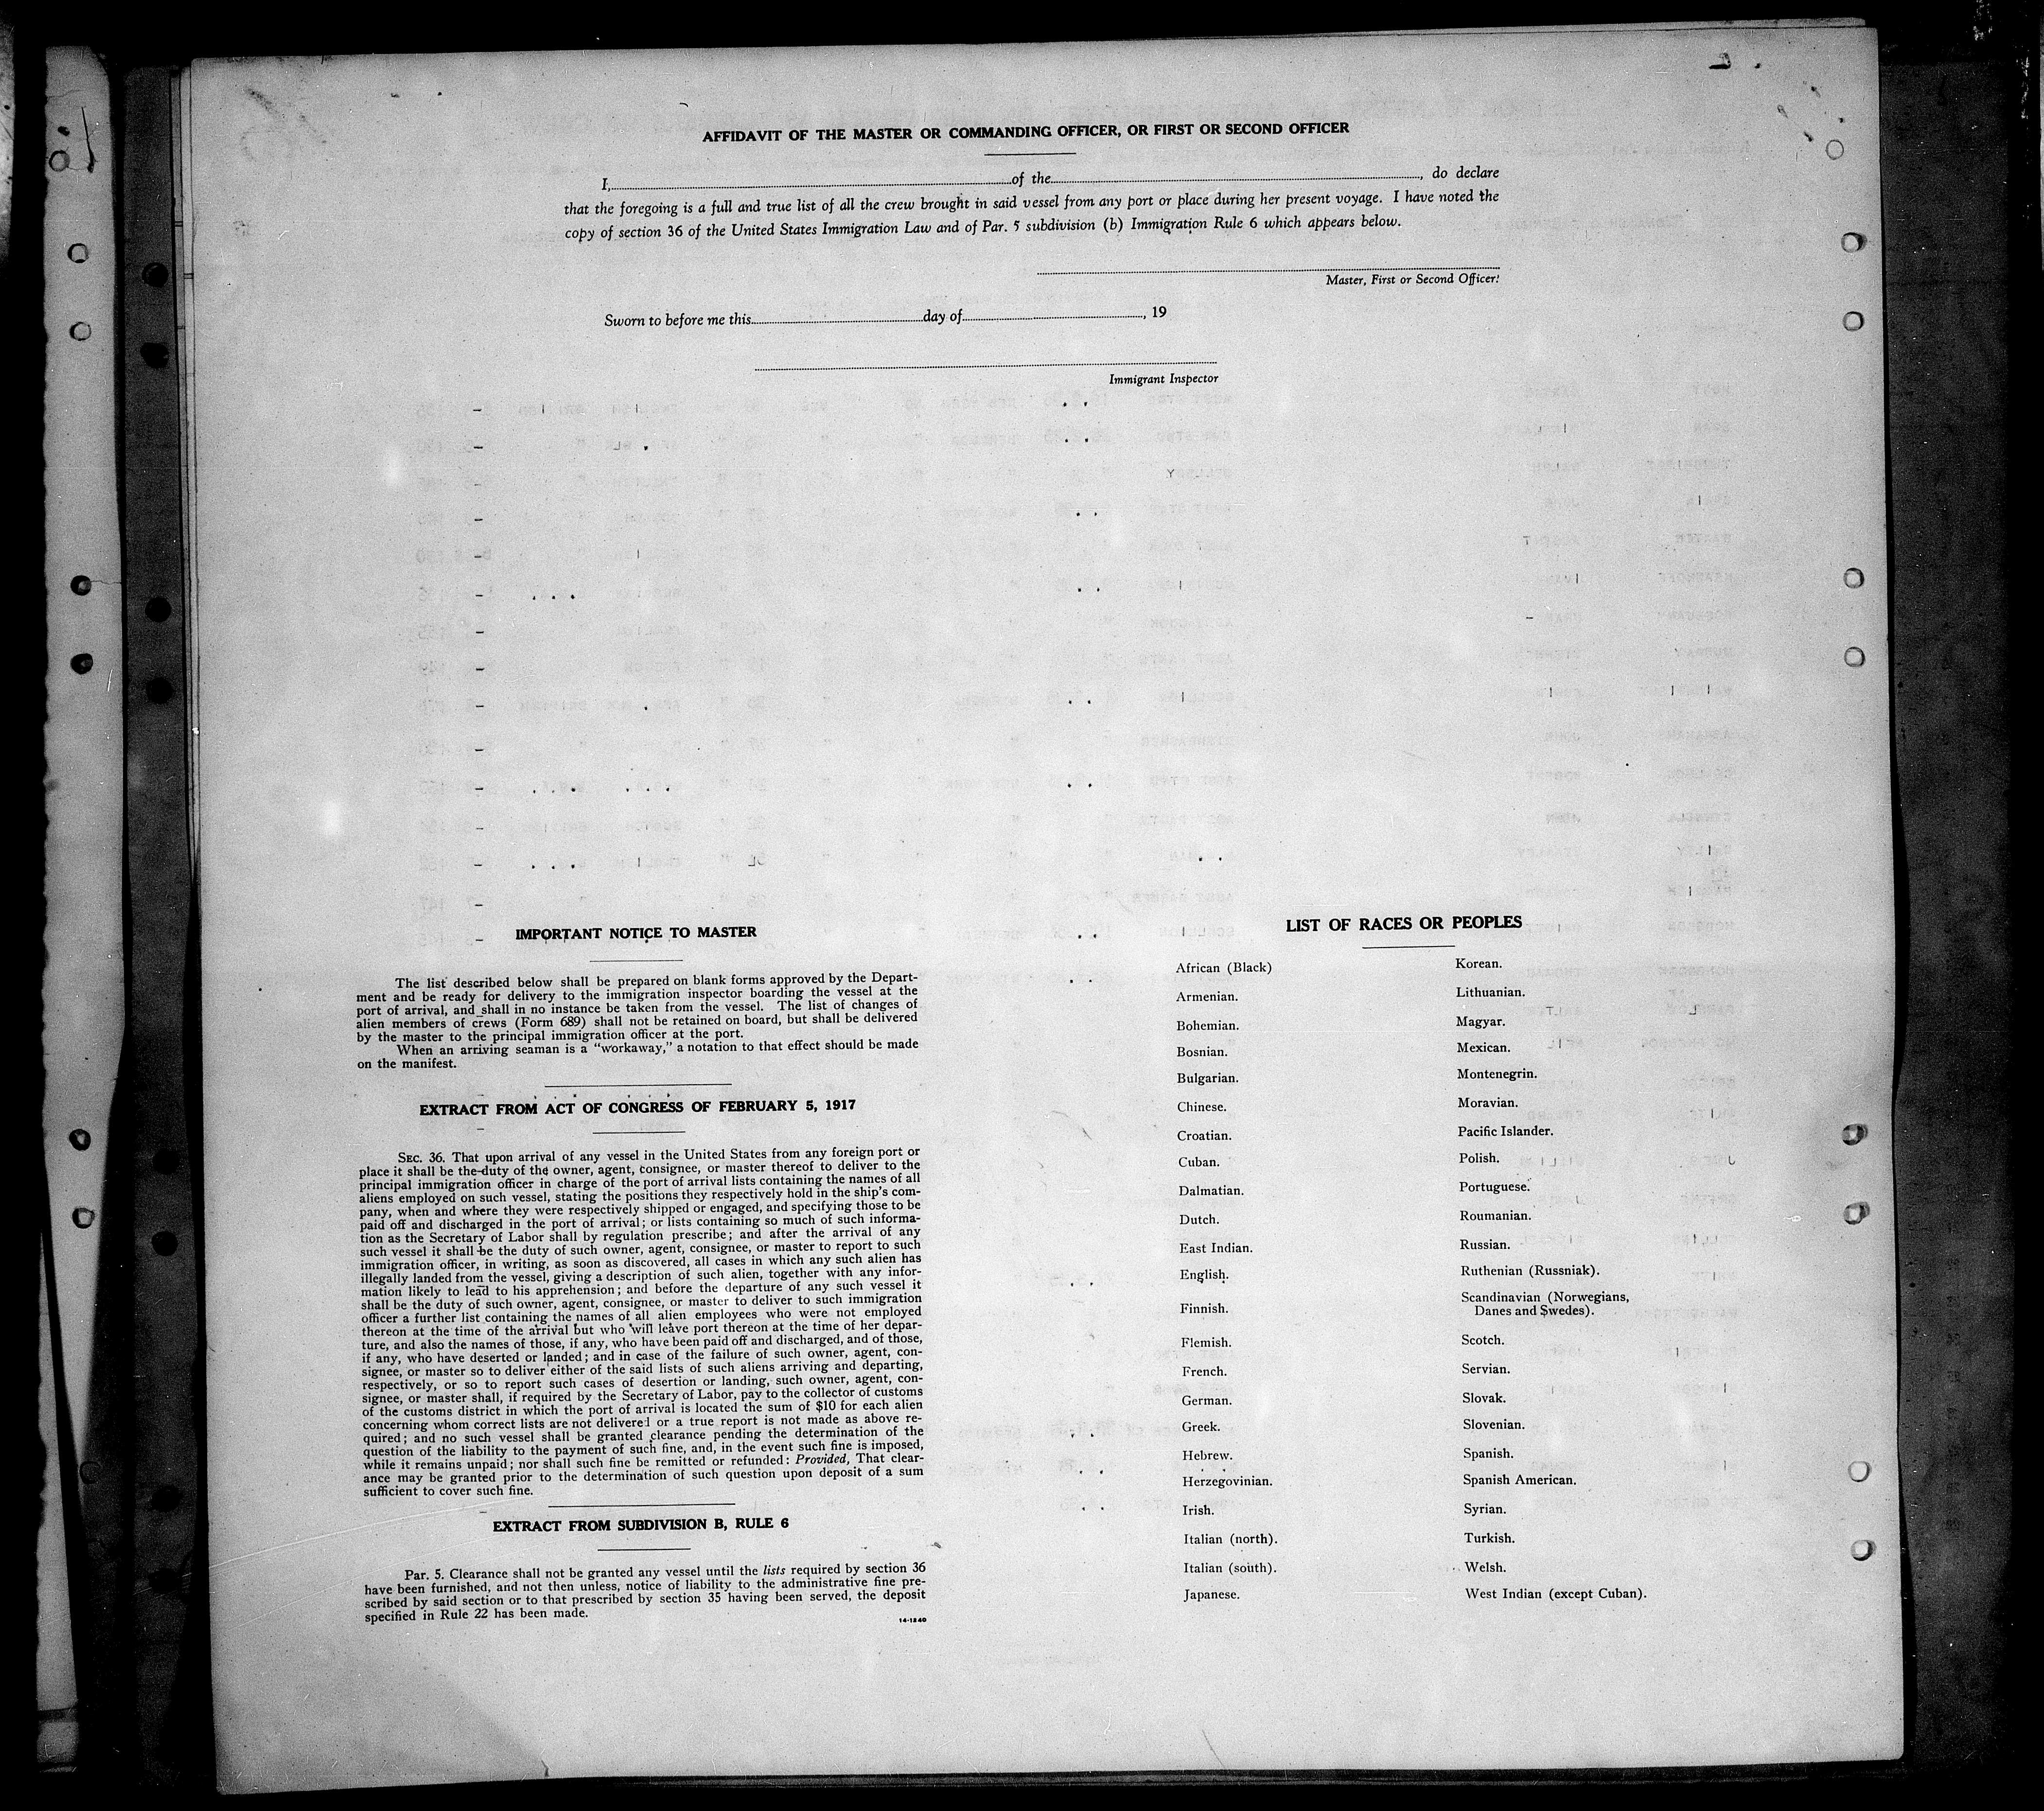 AFFIDAVIT OF THE MASTER OR COMMANDING OFFICER, OR FIRST OR SECOND OFFICER
I, of the , do declare
that the foregoing is a full and true list of all the crew brought in said vessel from any port or place during her present voyage. I have noted the
copy of section 36 of the United States Immigration Law and of Par. 5 subdivision (b) Immigration Rule 6 which appears below.
Master, First or Second Officer.
Sworn to before me this day of , 19
Immigrant Inspector
IMPORTANT NOTICE TO MASTER
The list described below shall be prepared on blank forms approved by the Depart-
ment and be ready for delivery to the immigration inspector boarding the vessel at the
port of arrival, and shall in no instance be taken from the vessel. The list of changes of
alien members of crews (Form 689) shall not be retained on board, but shall be delivered
by the master to the principal immigration officer at the port.
When an arriving seaman is a "workaway," a notation to that effect should be made
on the manifest.
EXTRACT FROM ACT OF CONGRESS OF FEBRUARY 5, 1917
SEC. 36. That upon arrival of any vessel in the United States from any foreign port or
place it shall be the duty of the owner, agent, consignee, or master thereof to deliver to the
principal immigration officer in charge of the port of arrival lists containing the names of all
aliens employed on such vessel, stating the positions they respectively hold in the ship's com-
pany, when and where they were respectively shipped or engaged, and specifying those to be
paid off and discharged in the port of arrival; or lists containing so much of such informa-
tion as the Secretary of Labor shall by regulation prescribe; and after the arrival of any
such vessel it shall be the duty of such owner, agent, consignee, or master to report to such
immigration officer, in writing, as soon as discovered, all cases in which any such alien has
illegally landed from the vessel, giving a description of such alien, together with any infor-
mation likely to lead to his apprehension; and before the departure of any such vessel it
shall be the duty of such owner, agent, consignee, or master to deliver to such immigration
officer a further list containing the names of all alien employees who were not employed
thereon at the time of the arrival but who will leave port thereon at the time of her depar-
ture, and also the names of those, if any, who have been paid off and discharged, and of those,
if any, who have deserted or landed; and in case of the failure of such owner, agent, con-
signee, or master so to deliver either of the said lists of such aliens arriving and departing,
respectively, or so to report such cases of desertion or landing, such owner, agent, con-
signee, or master shall, if required by the Secretary of Labor, pay to the collector of customs
of the customs district in which the port of arrival is located the sum of $10 for each alien
concerning whom correct lists are not delivered or a true report is not made as above re-
quired; and no such vessel shall be granted clearance pending the determination of the
question of the liability to the payment of such fine, and, in the event such fine is imposed,
while it remains unpaid; nor shall such fine be remitted or refunded: Provided, That clear-
ance may be granted prior to the determination of such question upon deposit of a sum
sufficient to cover such fine.
EXTRACT FROM SUBDIVISION B, RULE 6
Par. 5. Clearance shall not be granted any vessel until the lists required by section 36
have been furnished, and not then unless, notice of liability to the administrative fine pre-
scribed by said section or to that prescribed by section 35 having been served, the deposit
specified in Rule 22 has been made.
14-1240
LIST OF RACES OR PEOPLES
African (Black)
Armenian.
Bohemian.
Bosnian.
Bulgarian.
Chinese.
Croatian.
Cuban.
Dalmatian.
Dutch.
East Indian.
English.
Finnish.
Flemish.
French.
German.
Greek.
Hebrew.
Herzegovinian.
Irish.
Italian (north).
Italian (south).
Japanese.
Korean.
Lithuanian.
Magyar.
Mexican.
Montenegrin.
Moravian.
Pacific Islander.
Polish.
Portuguese.
Roumanian.
Russian.
Ruthenian (Russniak).
Scandinavian (Norwegians,
Danes and Swedes).
Scotch.
Servian.
Slovak.
Slovenian.
Spanish.
Spanish American.
Syrian.
Turkish.
Welsh.
West Indian (except Cuban).